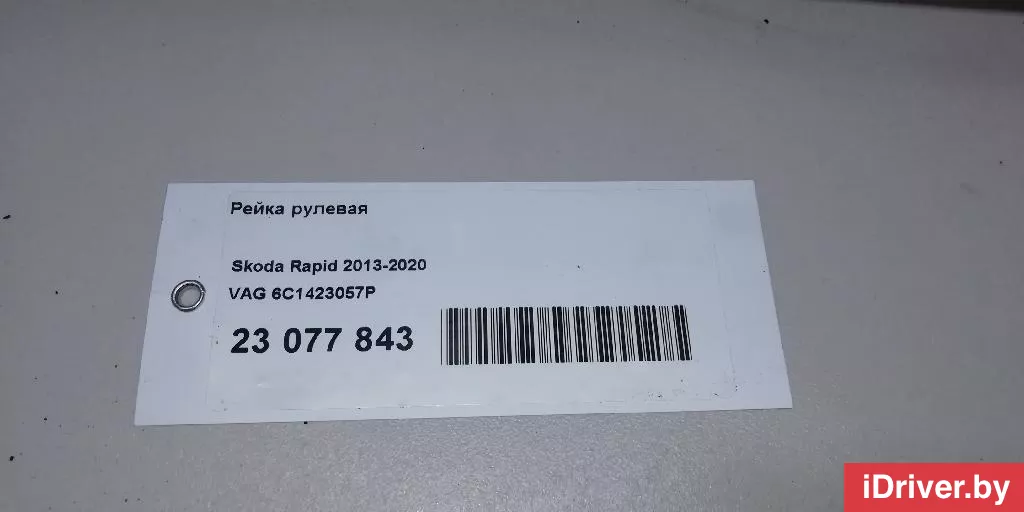 Рейка рулевая
Skoda Rapid 2013-2020
VAG 6C1423057P
23 077 843
iDriver.by